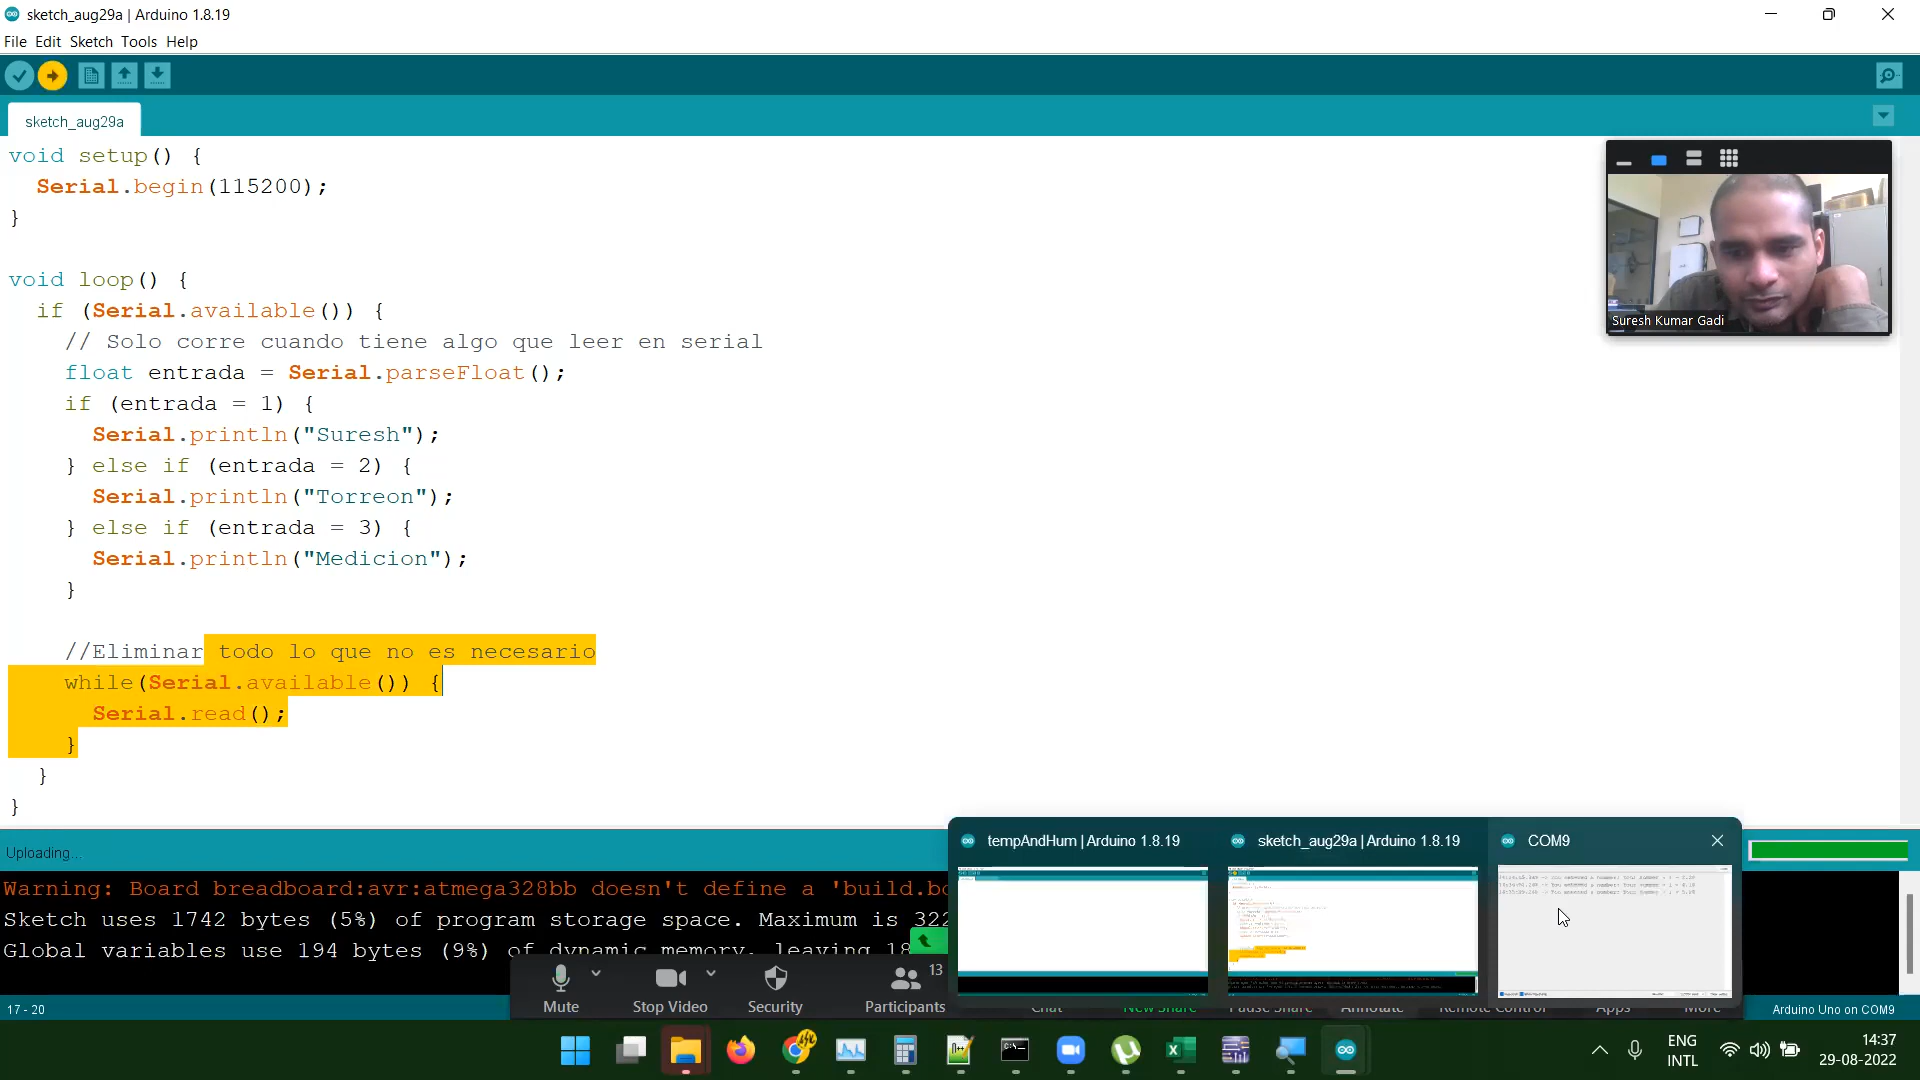 sketch_aug29a | Arduino 1.8.19
File Edit Sketch Tools Help
sketch_aug29a
void setup() {
Serial.begin(115200);
}
void loop() {
if (Serial.available()) {
// Solo corre cuando tiene algo que leer en serial
float entrada = Serial.parseFloat();
if (entrada = 1) {
Serial.println("Suresh");
} else if (entrada = 2) {
Serial.println("Torreon");
} else if (entrada = 3) {
Serial.println("Medicion");
}
//Eliminar todo lo que no es necesario
while(Serial.available()) {
Serial.read();
}
}
}
Suresh Kumar Gadi
Uploading...
Warning: Board breadboard:avr:atmega328bb doesn't define a 'build.bo
Sketch uses 1742 bytes (5%) of program storage space. Maximum is 322
Global variables use 194 bytes (9%) of dynamic memory, leaving 18
tempAndHum | Arduino 1.8.19
sketch_aug29a | Arduino 1.8.19
COM9
13
Mute
Stop Video
Security
Participants
Chat
New Share
Pause Share
Annotate
Remote Control
Apps
More
17 - 20
Arduino Uno on COM9
ENG
INTL
14:37
29-08-2022